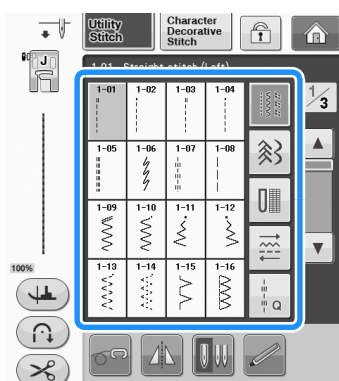 Utility
Stitch
Character
Decorative
Stitch
J
1-01 Straight stitch (Left)
1/3
1-01 1-02 1-03 1-04
1-05 1-06 1-07 1-08
1-09 1-10 1-11 1-12
100%
1-13 1-14 1-15 1-16
Q